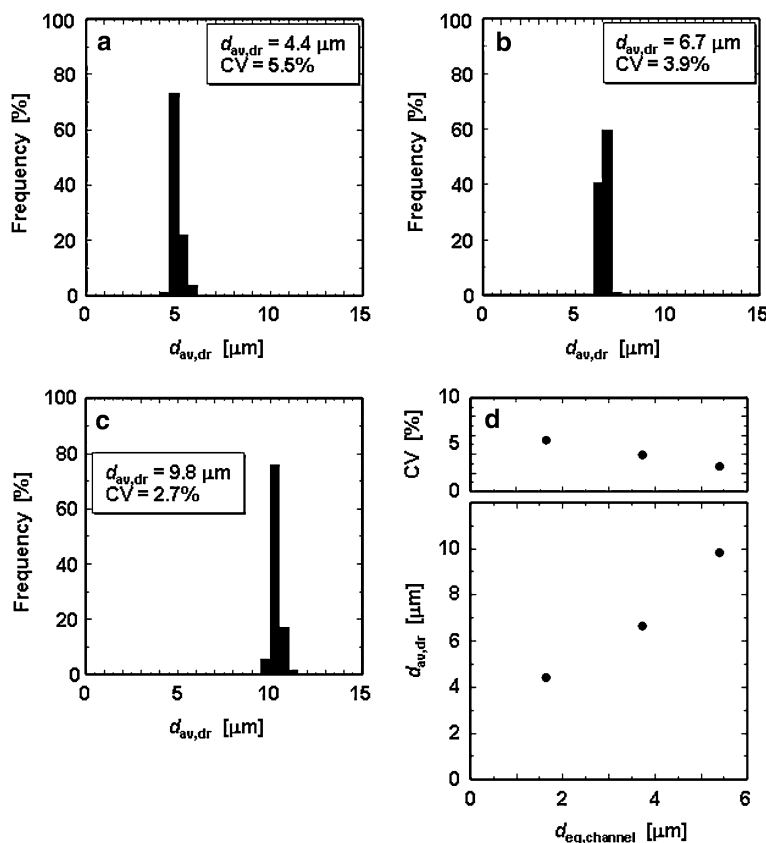 a
d_av,dr = 4.4 μm
CV = 5.5%
Frequency [%]
100
80
60
40
20
0
0 5 10 15
d_av,dr [μm]
b
d_av,dr = 6.7 μm
CV = 3.9%
Frequency [%]
100
80
60
40
20
0
0 5 10 15
d_av,dr [μm]
c
d_av,dr = 9.8 μm
CV = 2.7%
Frequency [%]
100
80
60
40
20
0
0 5 10 15
d_av,dr [μm]
d
CV [%]
10
5
0
d_av,dr [μm]
10
8
6
4
2
0
0 2 4 6
d_eq,channel [μm]